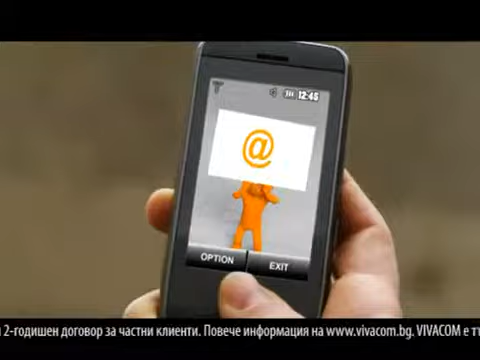 12:45
@
OPTION EXIT
2-годишен договор за частни клиенти. Повече информация на www.vivacom.bg. VIVACOM е